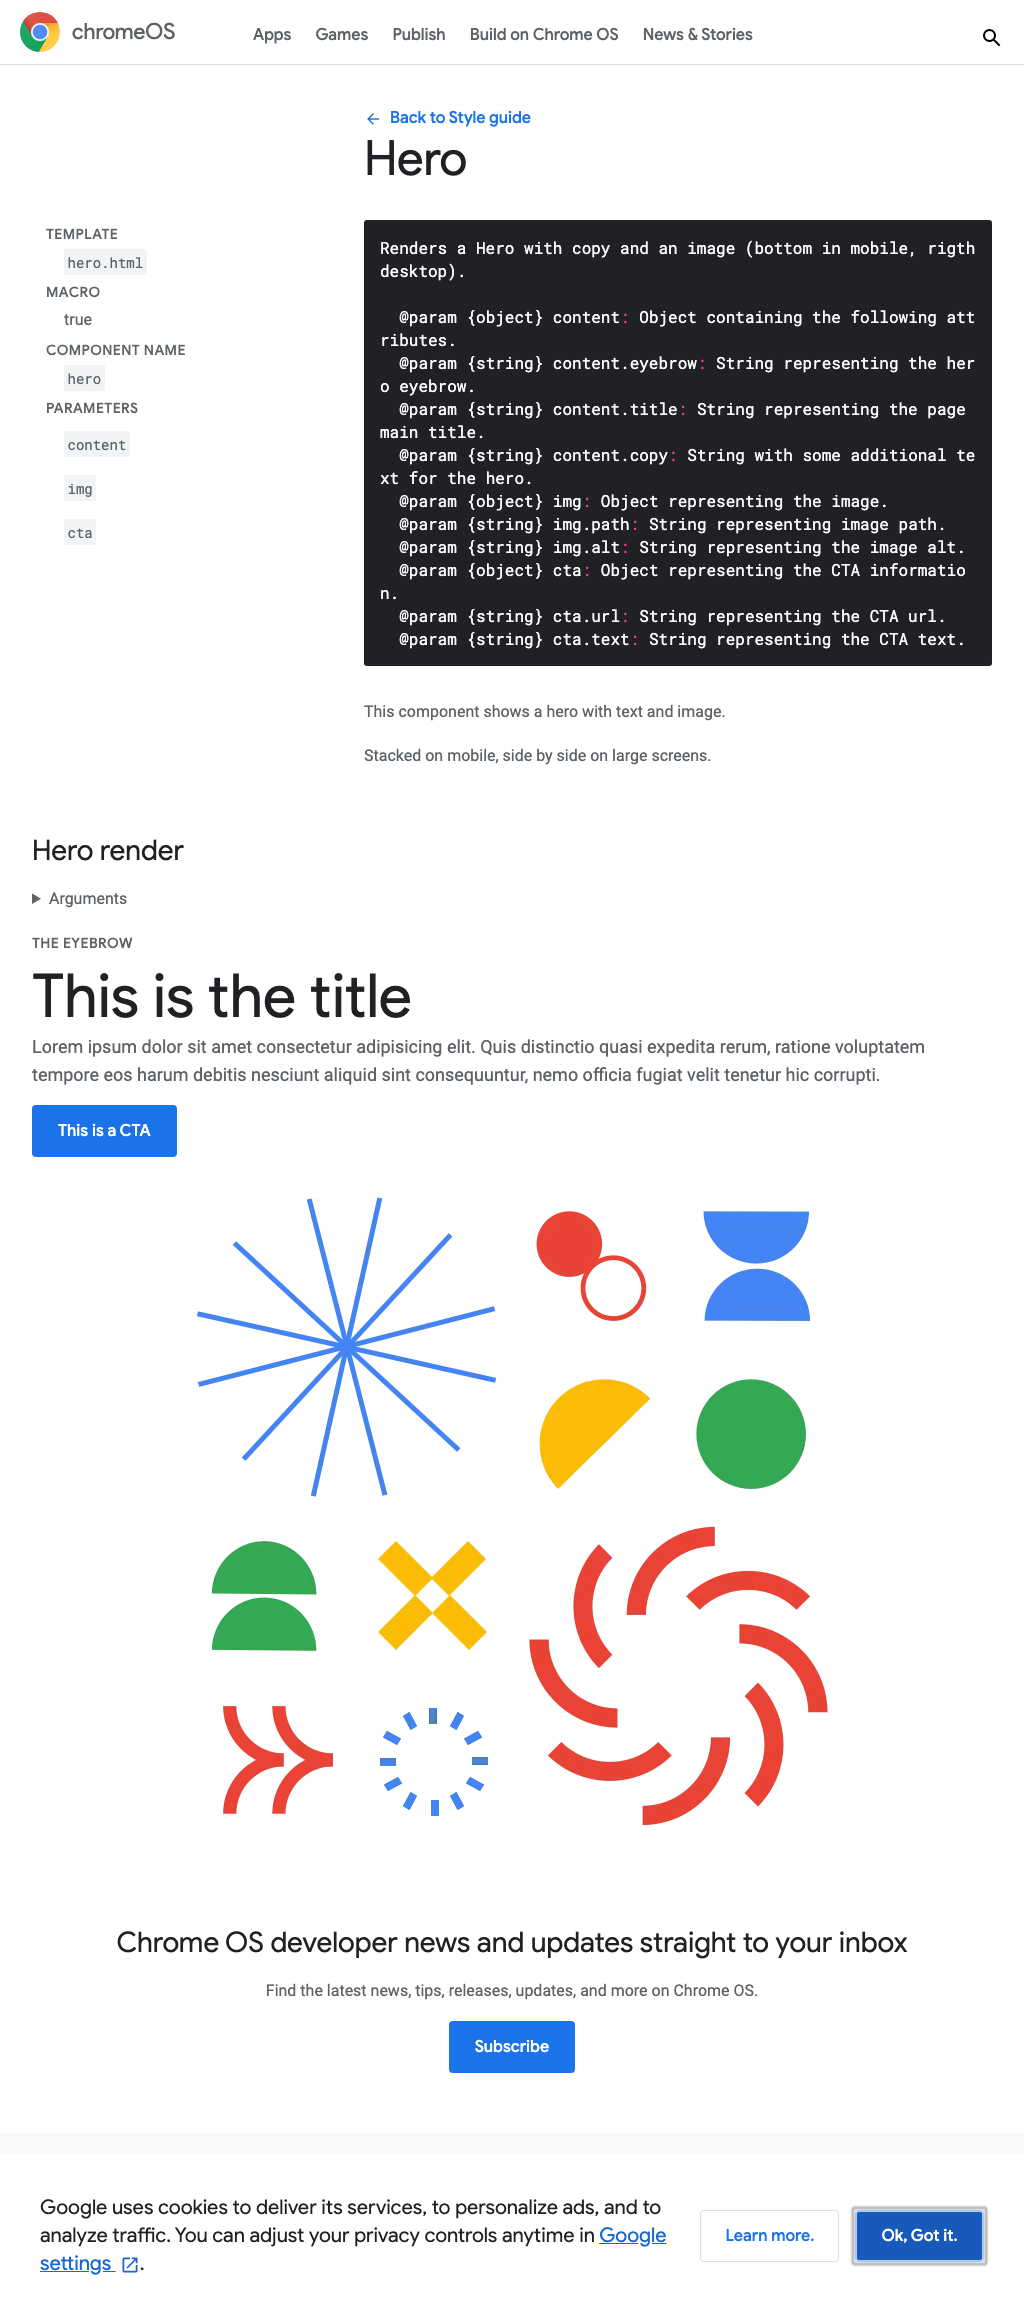 chromeOS
Apps Games Publish Build on Chrome OS News & Stories
Back to Style guide
Hero
TEMPLATE
hero.html
MACRO
true
COMPONENT NAME
hero
PARAMETERS
content
img
cta
Renders a Hero with copy and an image (bottom in mobile, rigth
desktop).
@param {object} content: Object containing the following att
ributes.
@param {string} content.eyebrow: String representing the her
o eyebrow.
@param {string} content.title: String representing the page
main title.
@param {string} content.copy: String with some additional te
xt for the hero.
@param {object} img: Object representing the image.
@param {string} img.path: String representing image path.
@param {string} img.alt: String representing the image alt.
@param {object} cta: Object representing the CTA informatio
n.
@param {string} cta.url: String representing the CTA url.
@param {string} cta.text: String representing the CTA text.
This component shows a hero with text and image.
Stacked on mobile, side by side on large screens.
Hero render
Arguments
THE EYEBROW
This is the title
Lorem ipsum dolor sit amet consectetur adipisicing elit. Quis distinctio quasi expedita rerum, ratione voluptatem
tempore eos harum debitis nesciunt aliquid sint consequuntur, nemo officia fugiat velit tenetur hic corrupti.
This is a CTA
Chrome OS developer news and updates straight to your inbox
Find the latest news, tips, releases, updates, and more on Chrome OS.
Subscribe
Google uses cookies to deliver its services, to personalize ads, and to
analyze traffic. You can adjust your privacy controls anytime in Google
settings .
Learn more.
Ok, Got it.